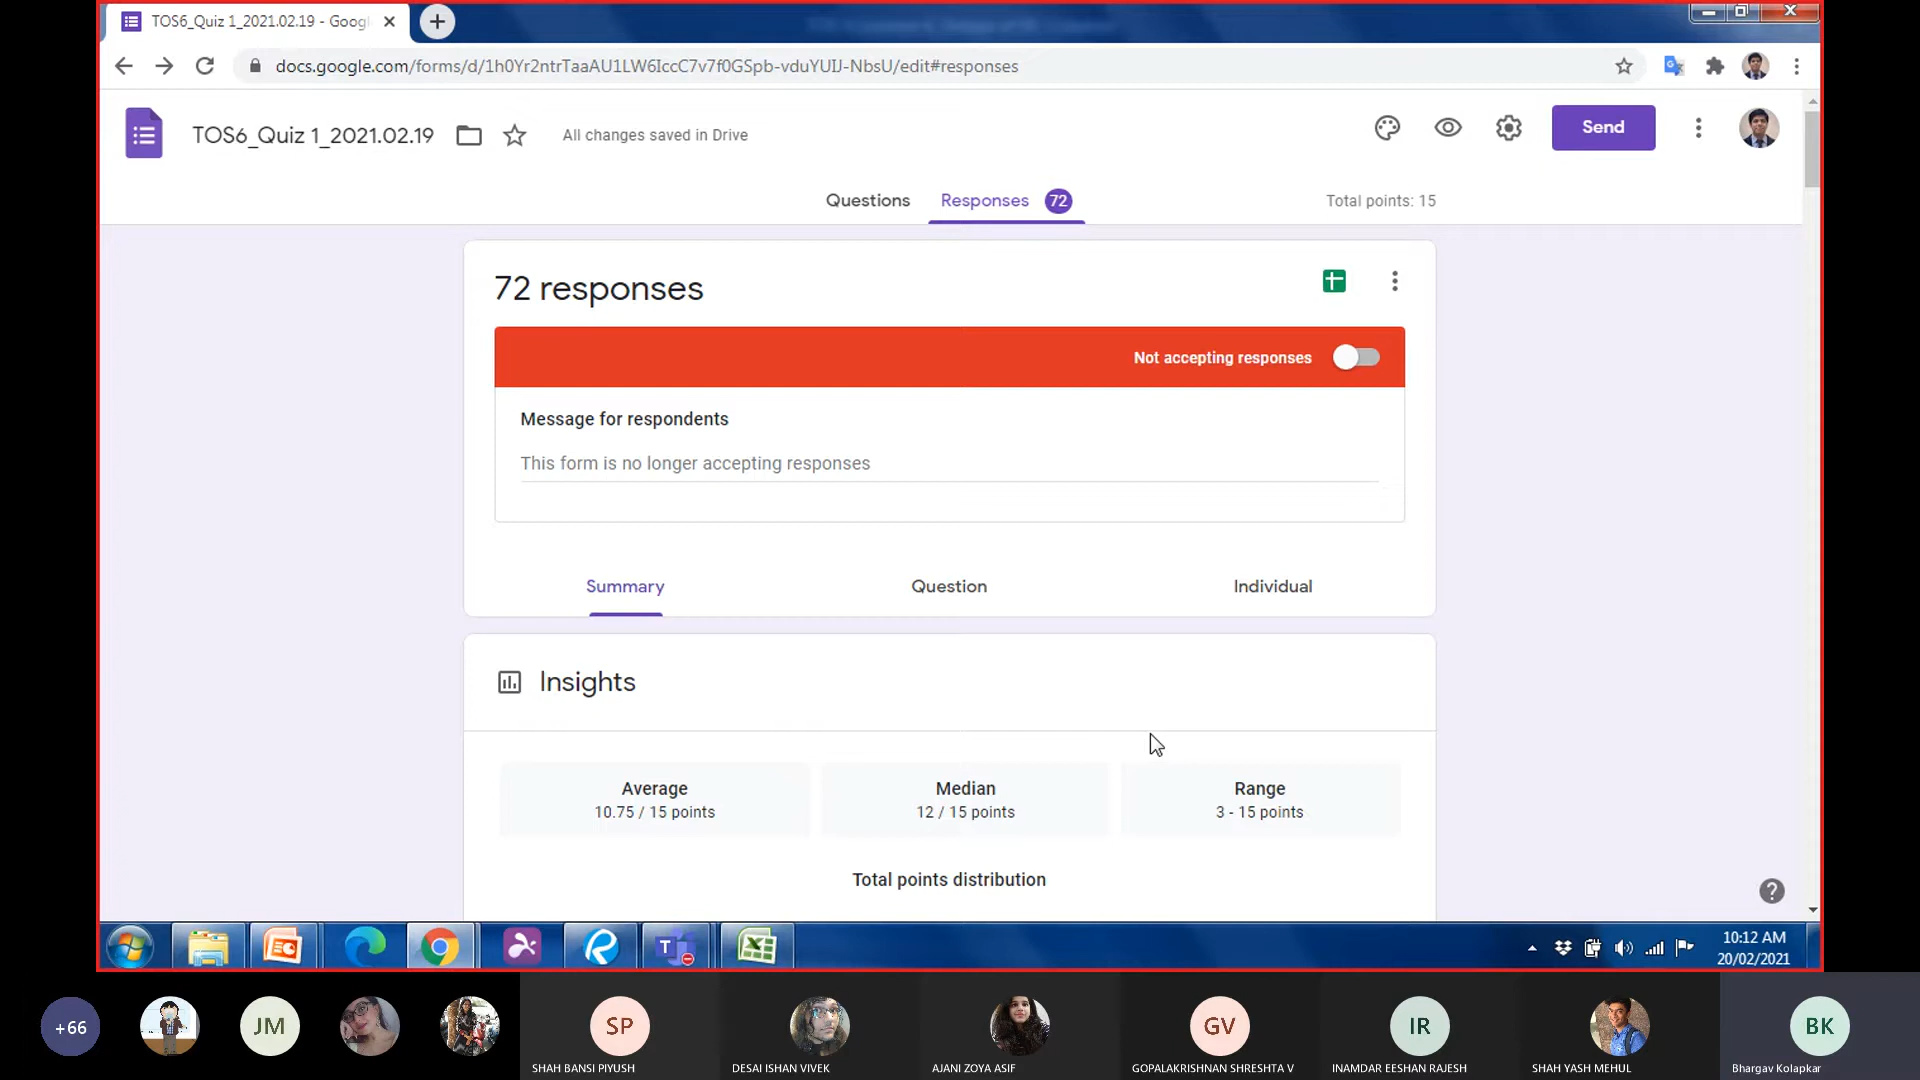 TOS6_Quiz 1_2021.02.19 - Goog
docs.google.com/forms/d/1h0Yr2ntrTaaAU1LW6IccC7v7f0GSpb-vduYUIJ-NbsU/edit#responses
TOS6_Quiz 1_2021.02.19
All changes saved in Drive
Send
Questions
Responses 72
Total points: 15
72 responses
Not accepting responses
Message for respondents
This form is no longer accepting responses
Summary
Question
Individual
Insights
Average
10.75 / 15 points
Median
12 / 15 points
Range
3 - 15 points
Total points distribution
10:12 AM
20/02/2021
+66
JM
SP
GV
IR
BK
SHAH BANSI PIYUSH
DESAI ISHAN VIVEK
AJANI ZOYA ASIF
GOPALAKRISHNAN SHRESHTA V
INAMDAR EESHAN RAJESH
SHAH YASH MEHUL
Bhargav Kolapkar